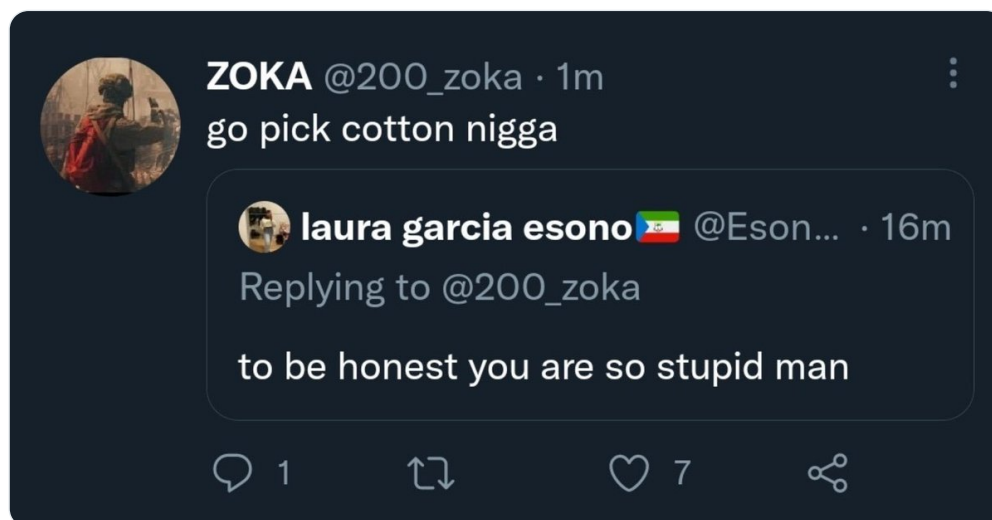 ZOKA @200_zoka · 1m
go pick cotton nigga
laura garcia esono🇬🇶 @Eson... · 16m
Replying to @200_zoka
to be honest you are so stupid man
1 7